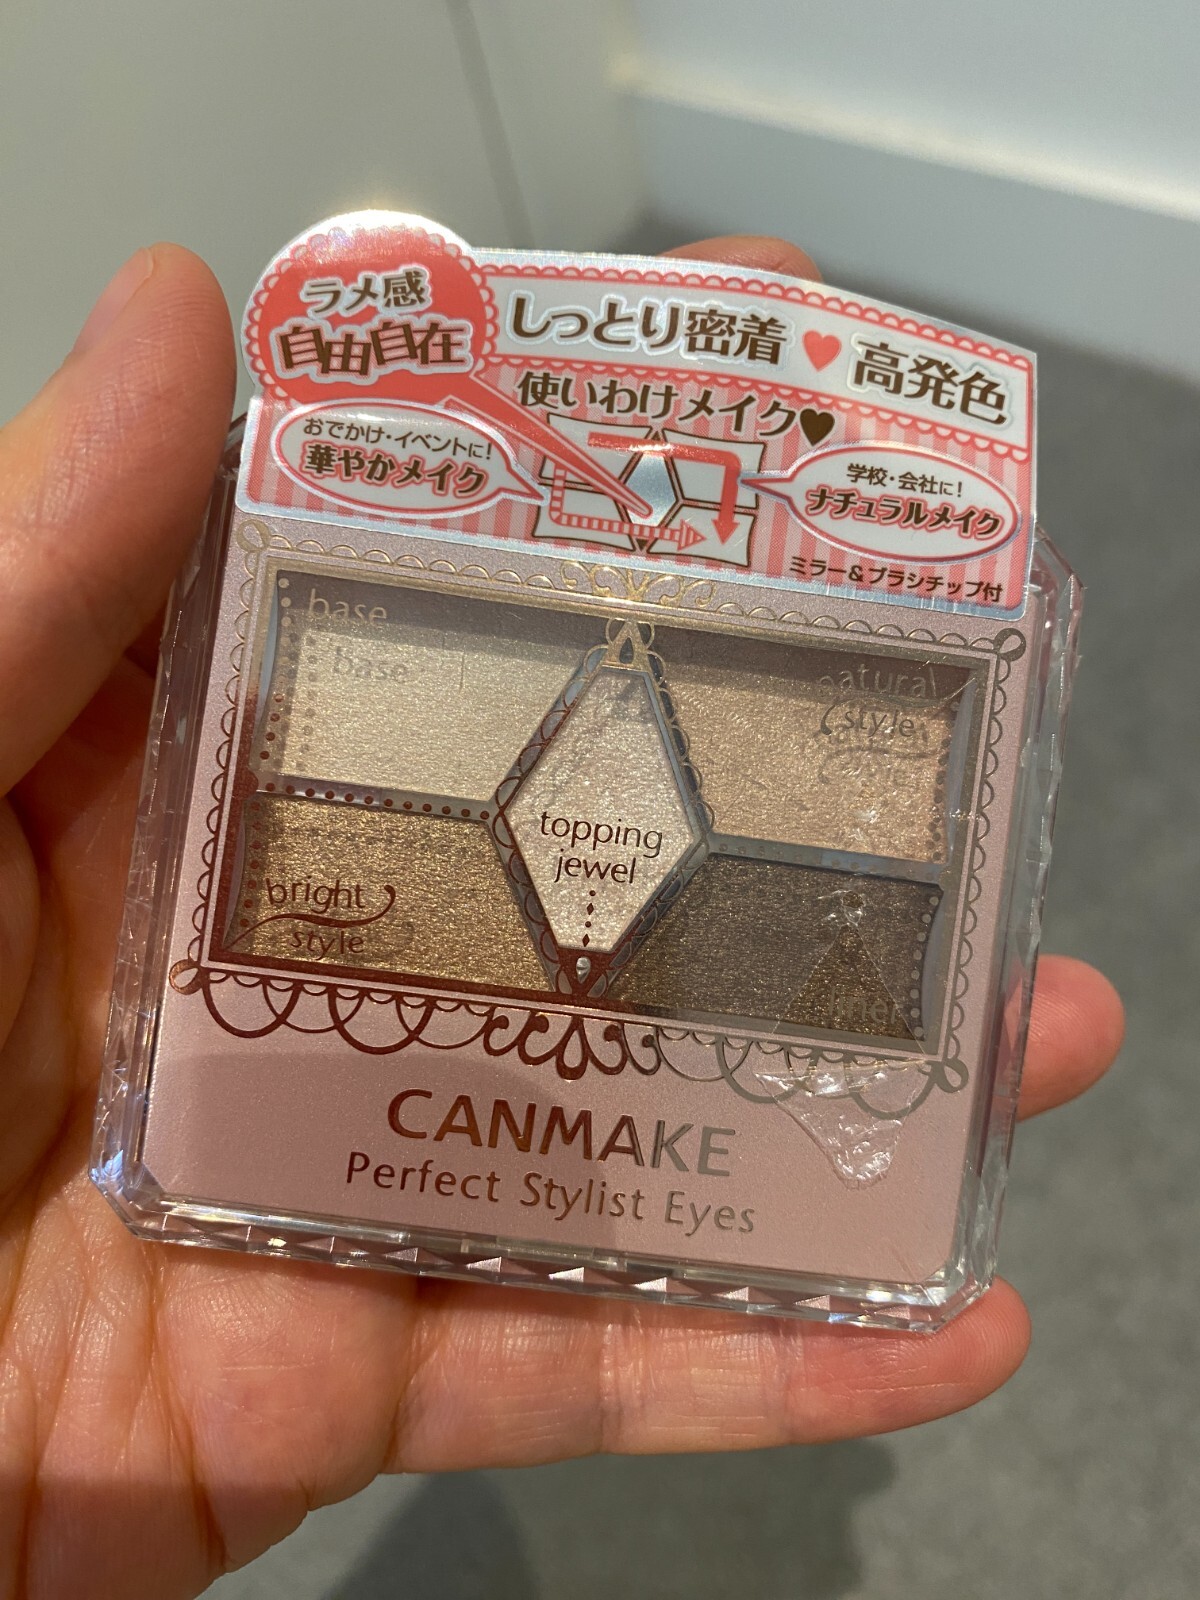 ラメ感
自由自在
しっとり密着♥高発色
使いわけメイク♥
おでかけ・イベントに!
華やかメイク
学校・会社に!
ナチュラルメイク
ミラー&ブラシチップ付
base
natural
style
topping
jewel
bright
style
liner
CANMAKE
Perfect Stylist Eyes